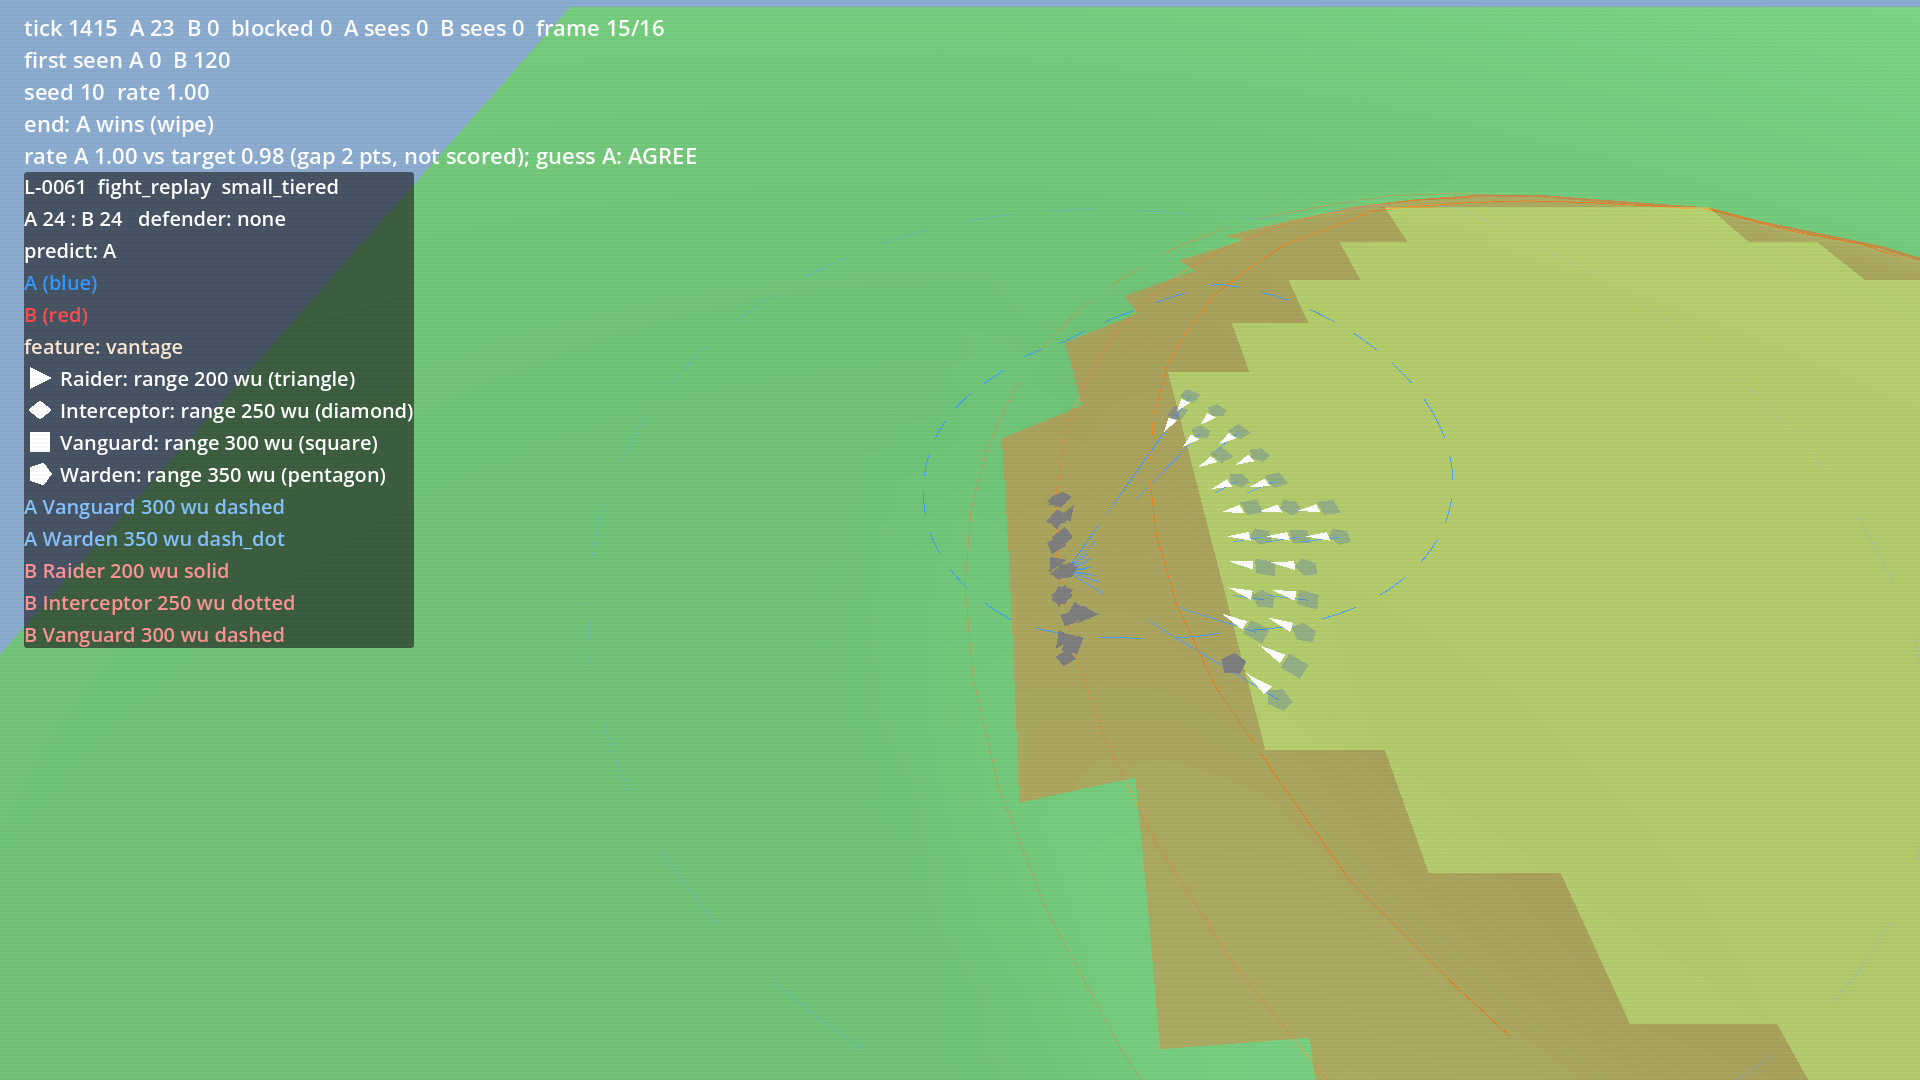 tick 1415  A 23  B 0  blocked 0  A sees 0  B sees 0  frame 15/16
first seen A 0  B 120
seed 10  rate 1.00
end: A wins (wipe)
rate A 1.00 vs target 0.98 (gap 2 pts, not scored); guess A: AGREE
L-0061  fight_replay  small_tiered
A 24 : B 24   defender: none
predict: A
A (blue)
B (red)
feature: vantage
Raider: range 200 wu (triangle)
Interceptor: range 250 wu (diamond)
Vanguard: range 300 wu (square)
Warden: range 350 wu (pentagon)
A Vanguard 300 wu dashed
A Warden 350 wu dash_dot
B Raider 200 wu solid
B Interceptor 250 wu dotted
B Vanguard 300 wu dashed